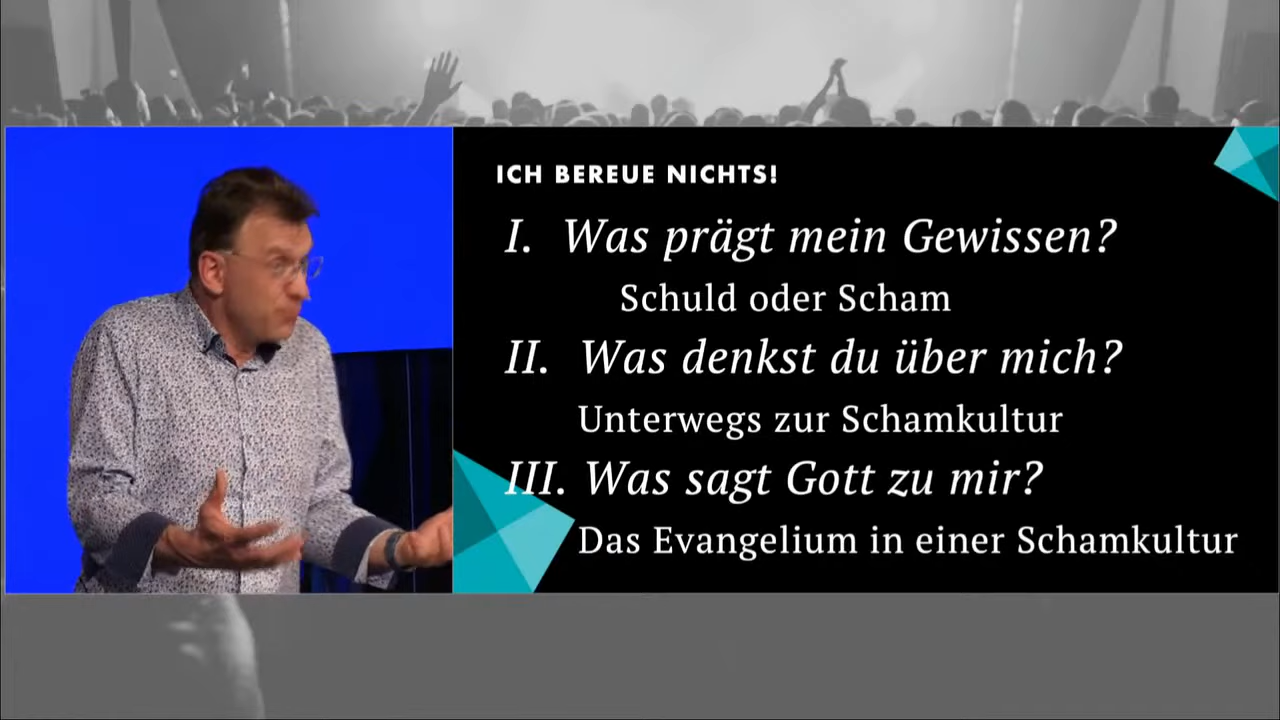 ICH BEREUE NICHTS!
I. Was prägt mein Gewissen?
Schuld oder Scham
II. Was denkst du über mich?
Unterwegs zur Schamkultur
III. Was sagt Gott zu mir?
Das Evangelium in einer Schamkultur